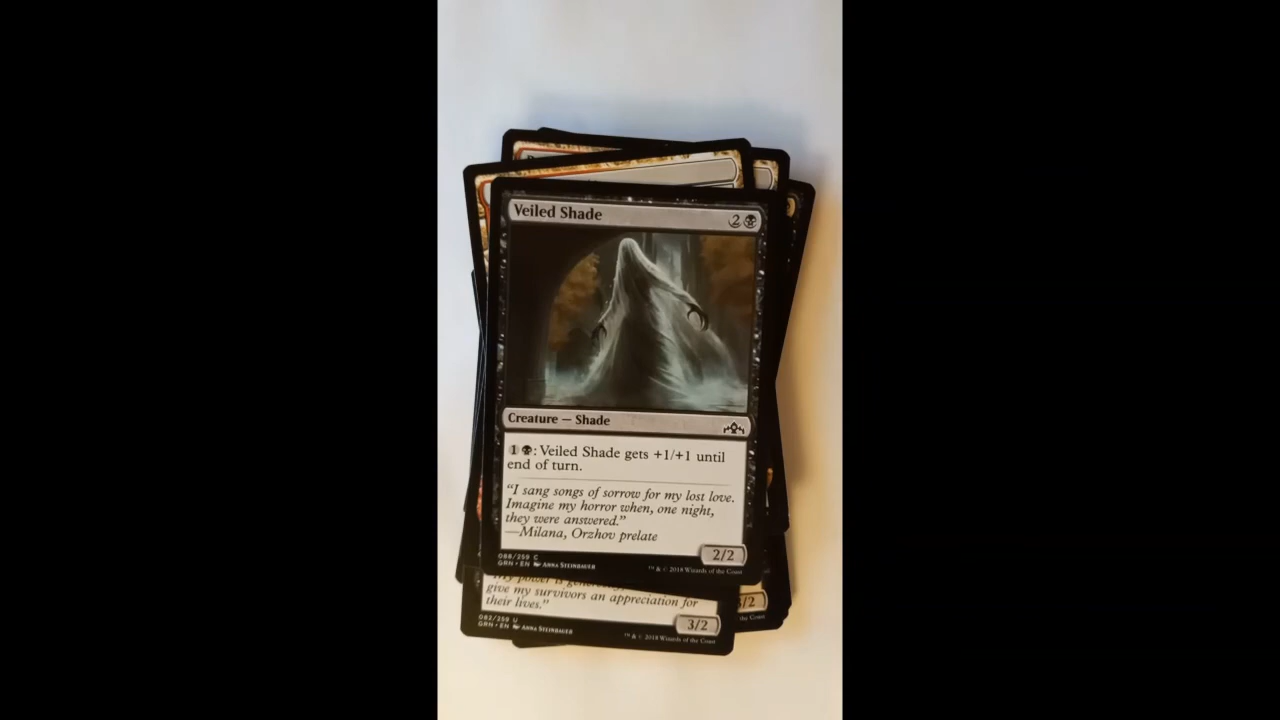 Veiled Shade 2
Creature — Shade
1 : Veiled Shade gets +1/+1 until
end of turn.
“I sang songs of sorrow for my lost love.
Imagine my horror when, one night,
they were answered.”
—Milana, Orzhov prelate
2/2
088/259 C
GRN • EN Anna Steinbauer
™ & © 2018 Wizards of the Coast
give my survivors an appreciation for
their lives.”
3/2
082/259 U
GRN • EN Anna Steinbauer
™ & © 2018 Wizards of the Coast
/2
the Coast